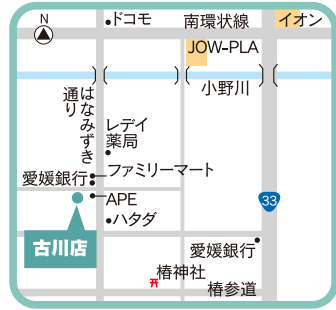 N
ドコモ
南環状線
イオン
JOW-PLA
小野川
はなみずき
通り
レデイ
薬局
ファミリーマート
愛媛銀行
APE
33
ハタダ
古川店
愛媛銀行
椿神社
椿参道